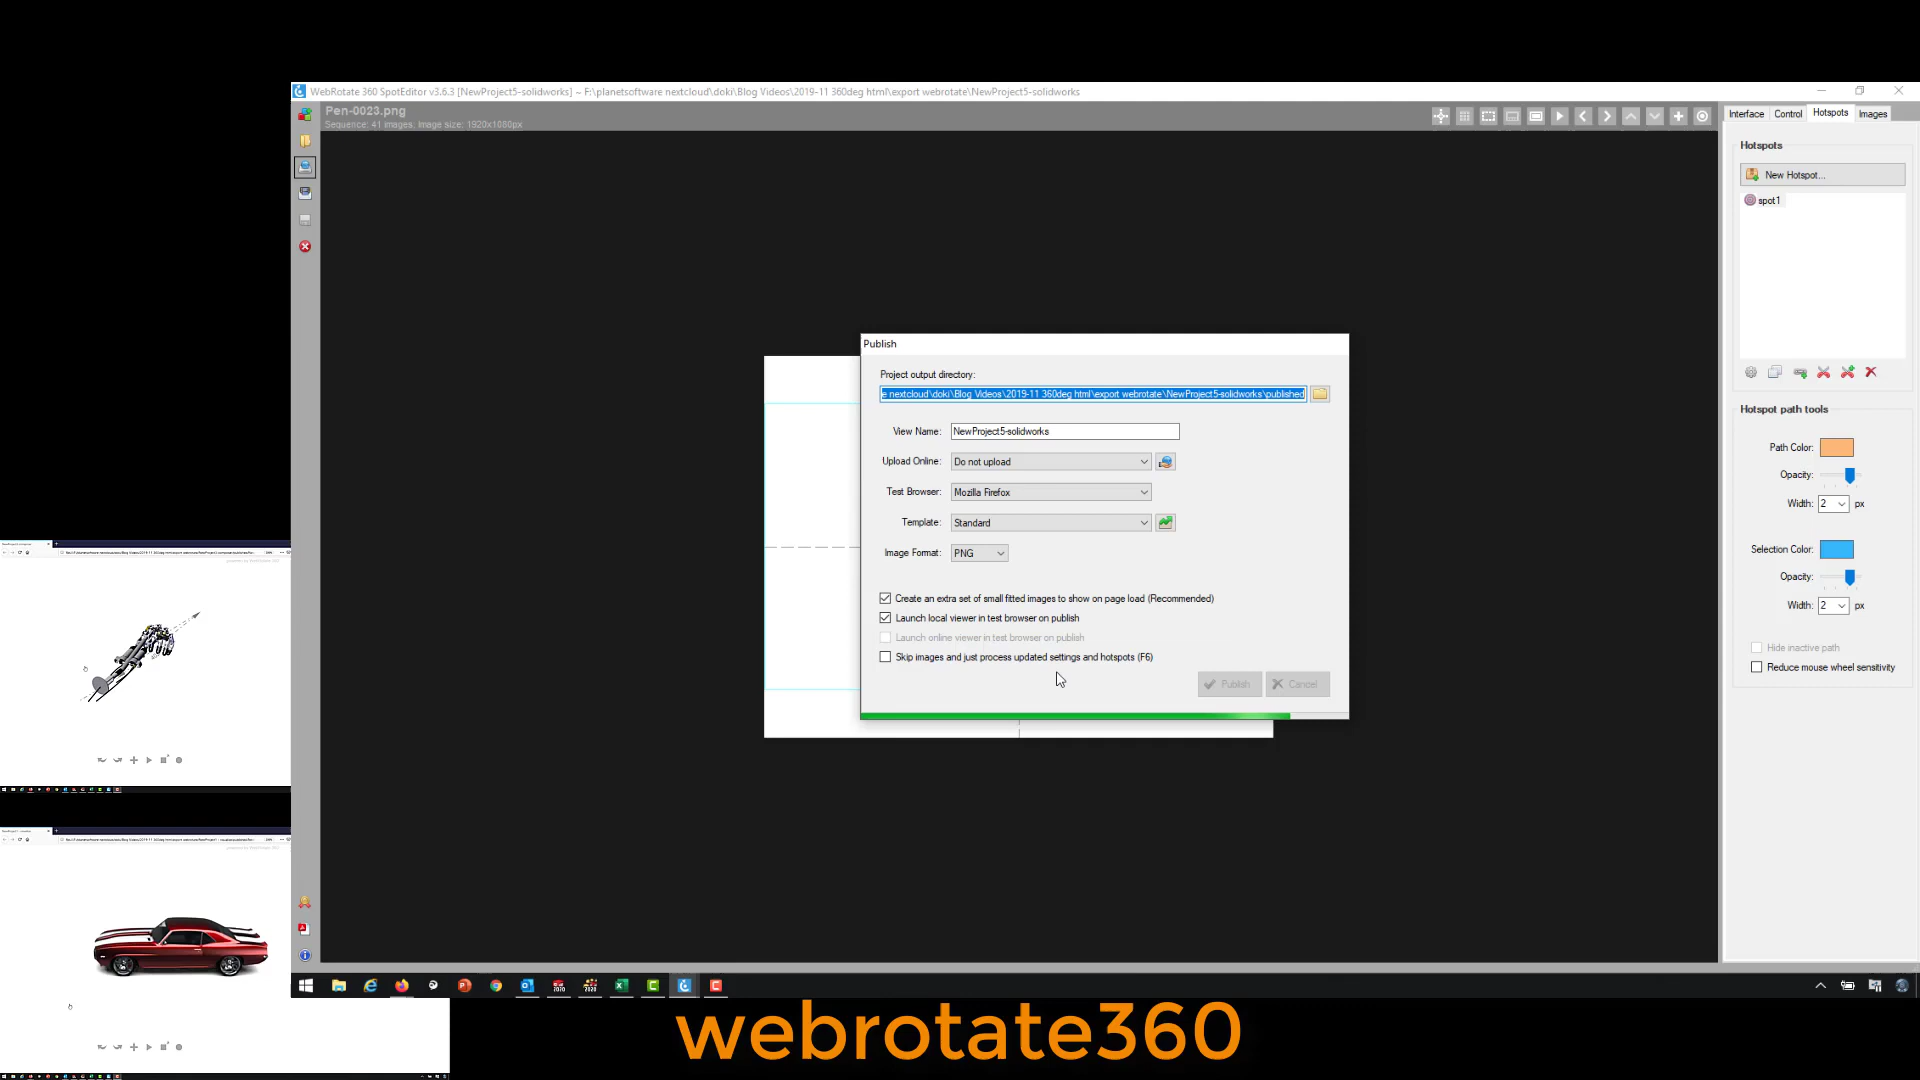 WebRotate 360 SpotEditor v3.6.3 [NewProject5-solidworks] ~ F:\planetsoftware nextcloud\doki\Blog Videos\2019-11 360deg html\export webrotate\NewProject5-solidworks
Pen-0023.png
Sequence: 41 images; Image size: 1920x1080px
Interface
Control
Hotspots
Images
Hotspots
New Hotspot...
spot1
Hotspot path tools
Path Color:
Opacity:
Width:
2
px
Selection Color:
Opacity:
Width:
2
px
Hide inactive path
Reduce mouse wheel sensitivity
Publish
Project output directory:
e nextcloud\doki\Blog Videos\2019-11 360deg html\export webrotate\NewProject5-solidworks\published
View Name:
NewProject5-solidworks
Upload Online:
Do not upload
Test Browser:
Mozilla Firefox
Template:
Standard
Image Format:
PNG
Create an extra set of small fitted images to show on page load (Recommended)
Launch local viewer in test browser on publish
Launch online viewer in test browser on publish
Skip images and just process updated settings and hotspots (F6)
Publish
Cancel
webrotate360